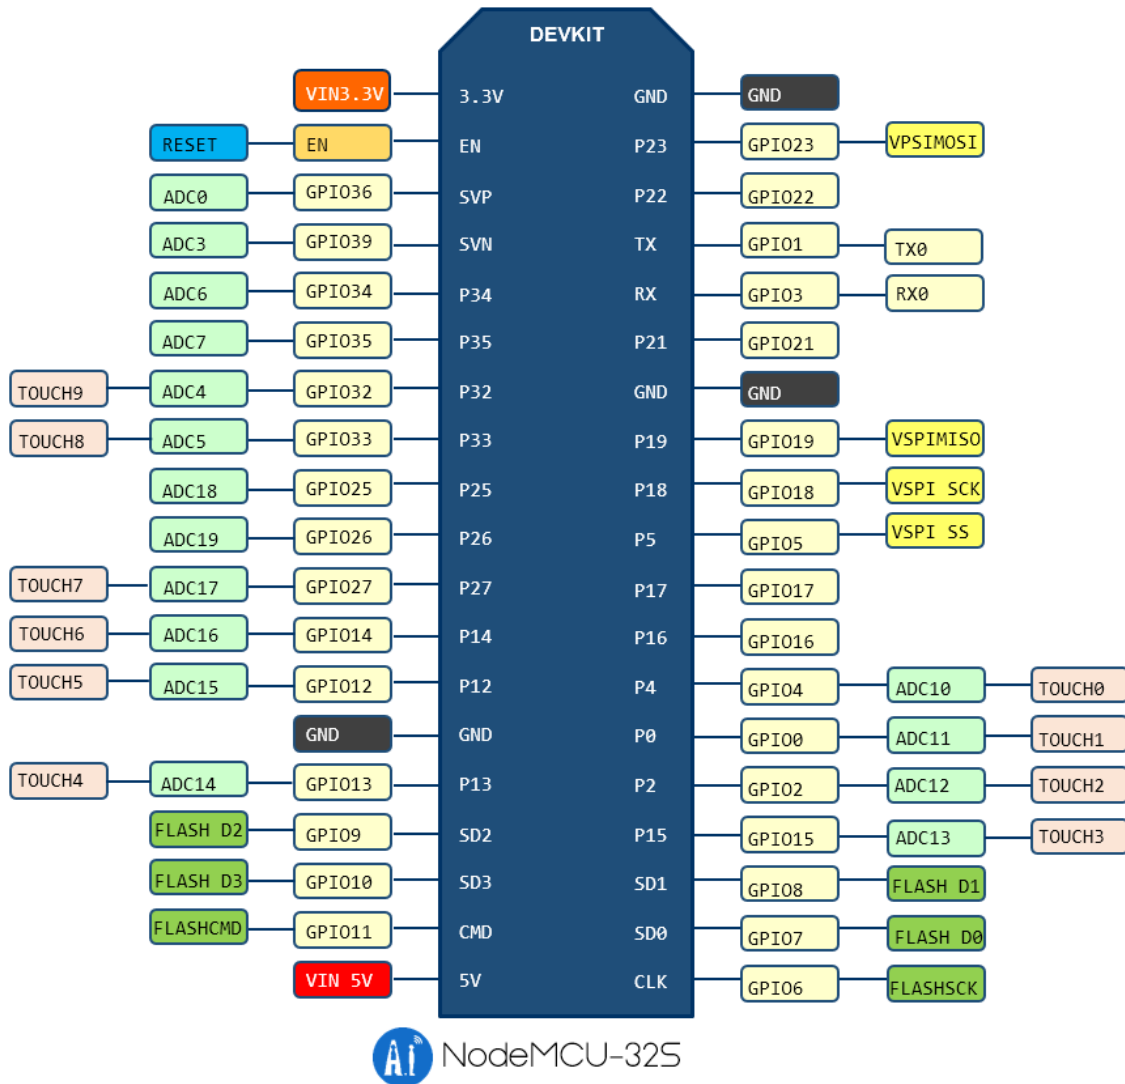 DEVKIT
VIN3.3V 3.3V GND GND
RESET EN EN P23 GPIO23 VPSIMOSI
ADC0 GPIO36 SVP P22 GPIO22
ADC3 GPIO39 SVN TX GPIO1 TX0
ADC6 GPIO34 P34 RX GPIO3 RX0
ADC7 GPIO35 P35 P21 GPIO21
TOUCH9 ADC4 GPIO32 P32 GND GND
TOUCH8 ADC5 GPIO33 P33 P19 GPIO19 VSPIMISO
ADC18 GPIO25 P25 P18 GPIO18 VSPI SCK
ADC19 GPIO26 P26 P5 GPIO5 VSPI SS
TOUCH7 ADC17 GPIO27 P27 P17 GPIO17
TOUCH6 ADC16 GPIO14 P14 P16 GPIO16
TOUCH5 ADC15 GPIO12 P12 P4 GPIO4 ADC10 TOUCH0
GND GND P0 GPIO0 ADC11 TOUCH1
TOUCH4 ADC14 GPIO13 P13 P2 GPIO2 ADC12 TOUCH2
FLASH D2 GPIO9 SD2 P15 GPIO15 ADC13 TOUCH3
FLASH D3 GPIO10 SD3 SD1 GPIO8 FLASH D1
FLASHCMD GPIO11 CMD SD0 GPIO7 FLASH D0
VIN 5V 5V CLK GPIO6 FLASHSCK
A.i NodeMCU-32S